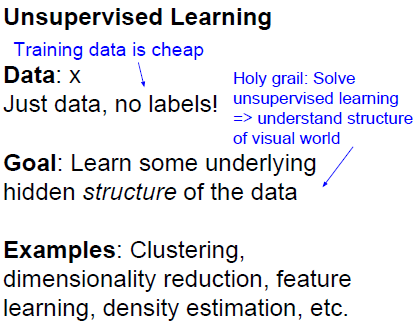 Unsupervised Learning
Training data is cheap
Data: x
Just data, no labels!
Holy grail: Solve
unsupervised learning
=> understand structure
of visual world
Goal: Learn some underlying
hidden structure of the data
Examples: Clustering,
dimensionality reduction, feature
learning, density estimation, etc.